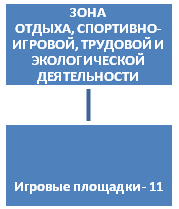 ЗОНА
ОТДЫХА, СПОРТИВНО-
ИГРОВОЙ, ТРУДОВОЙ И
ЭКОЛОГИЧЕСКОЙ
ДЕЯТЕЛЬНОСТИ
Игровые площадки - 11